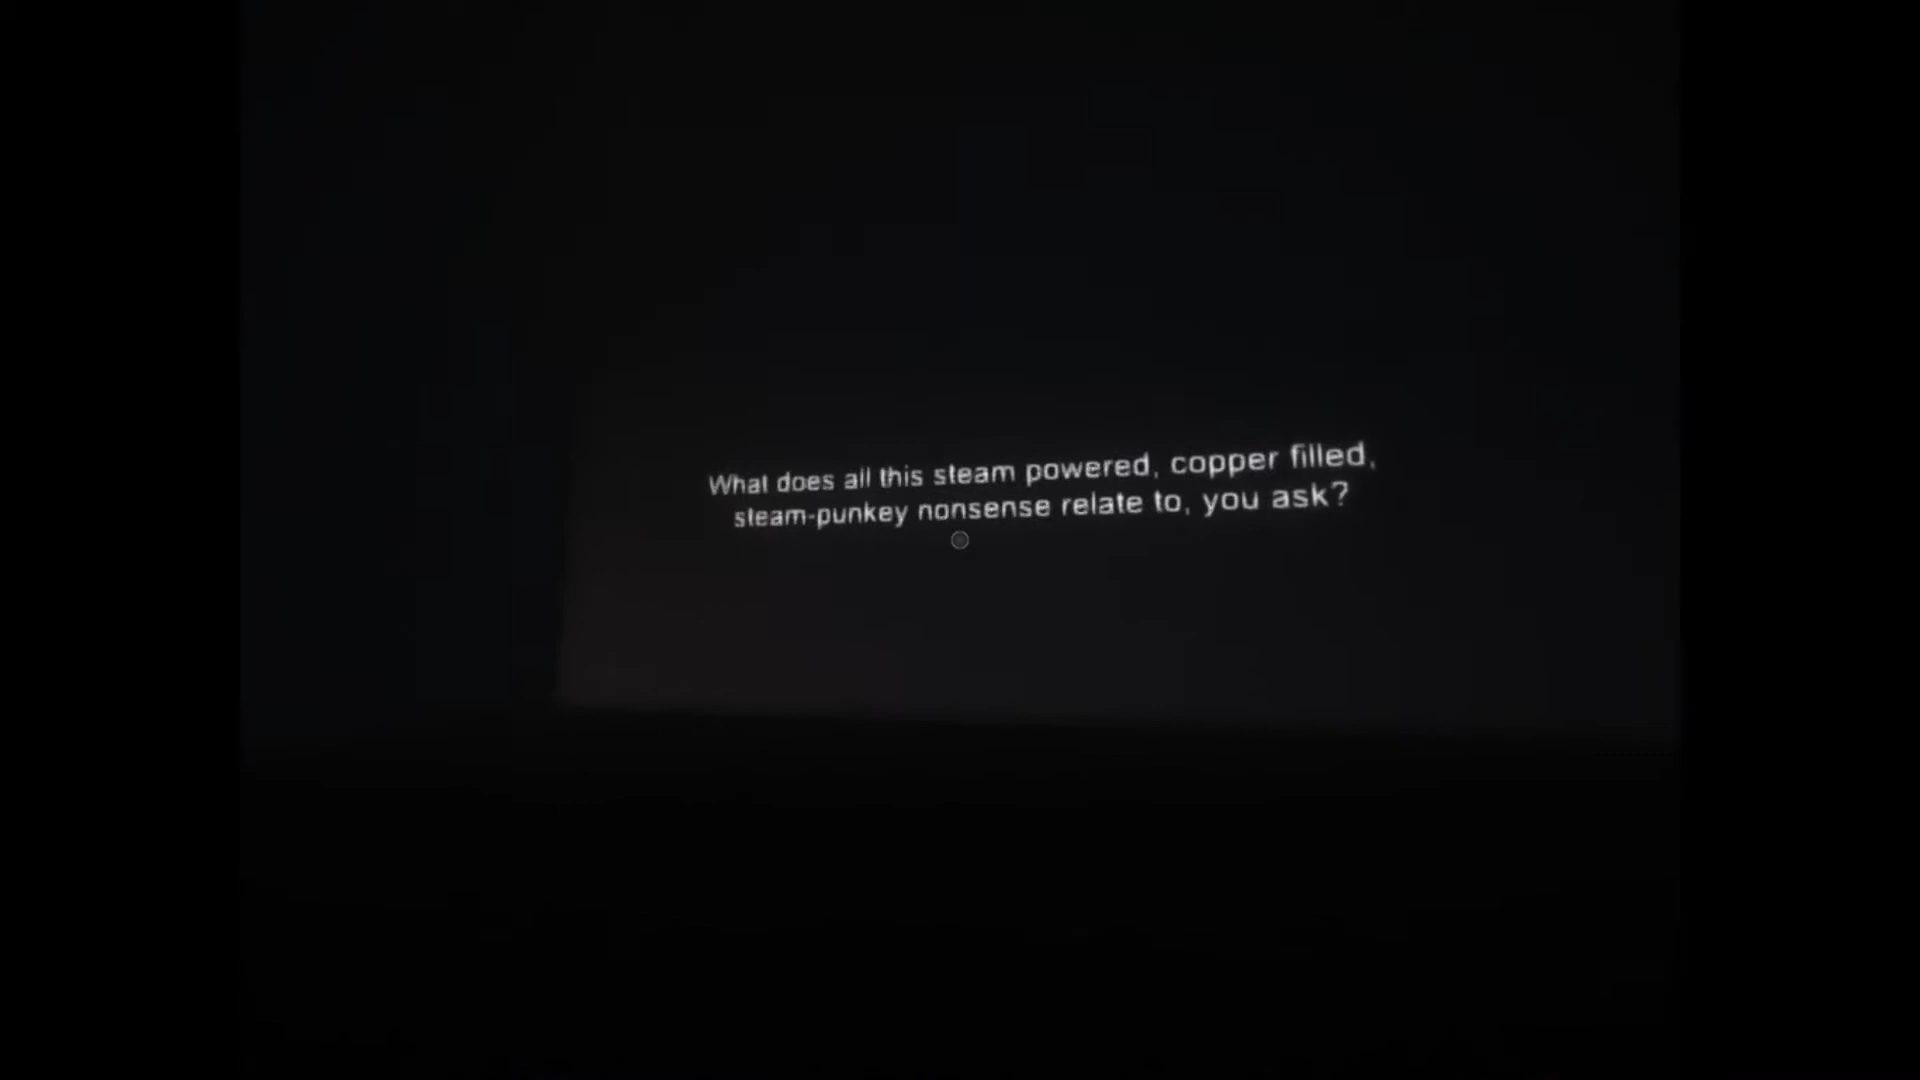 What does all this steam powered, copper filled,
steam-punkey nonsense relate to, you ask?